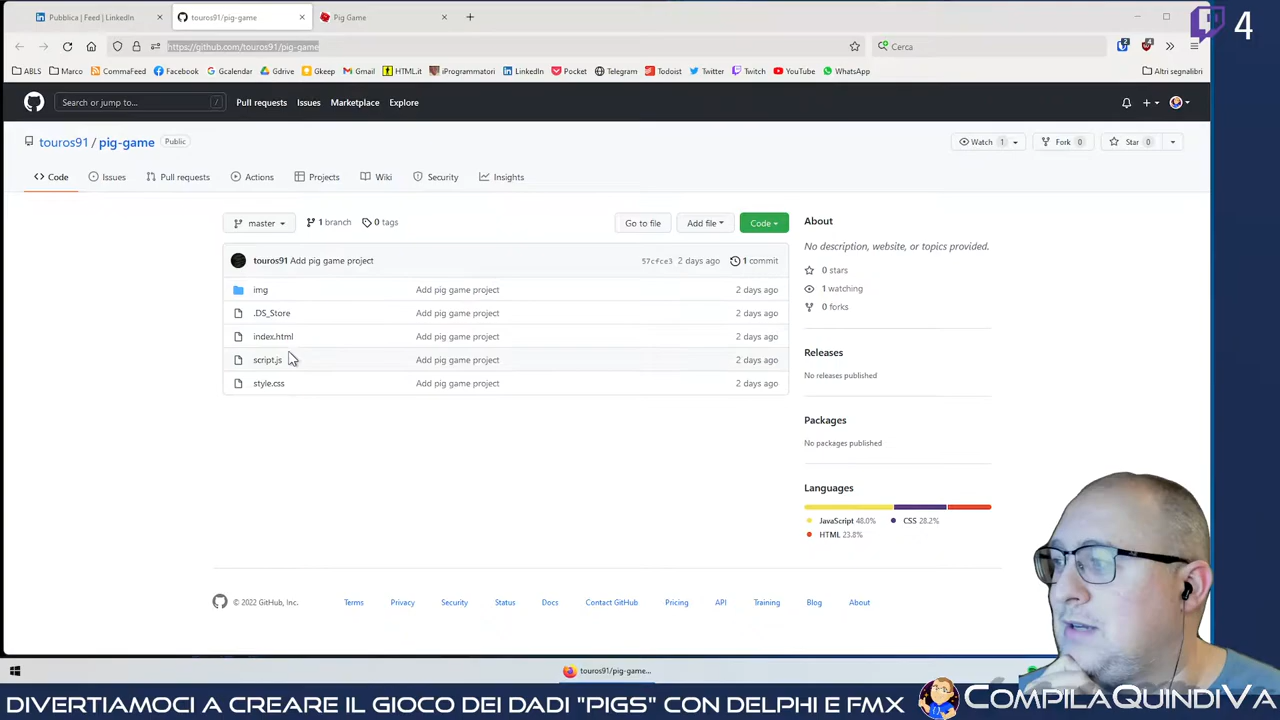 Pubblica | Feed | LinkedIn
touros91/pig-game
Pig Game
4
https://github.com/touros91/pig-game
Cerca
2
ABLS
Marco
CommaFeed
Facebook
Gcalendar
Gdrive
Gkeep
Gmail
HTML.it
iProgrammatori
LinkedIn
Pocket
Telegram
Todoist
Twitter
Twitch
YouTube
WhatsApp
Altri segnalibri
Search or jump to...
/
Pull requests
Issues
Marketplace
Explore
touros91 / pig-game
Public
Watch 1
Fork 0
Star 0
Code
Issues
Pull requests
Actions
Projects
Wiki
Security
Insights
master
1 branch
0 tags
Go to file
Add file
Code
touros91 Add pig game project
57cfce3 2 days ago
1 commit
img Add pig game project 2 days ago
.DS_Store Add pig game project 2 days ago
index.html Add pig game project 2 days ago
script.js Add pig game project 2 days ago
style.css Add pig game project 2 days ago
About
No description, website, or topics provided.
0 stars
1 watching
0 forks
Releases
No releases published
Packages
No packages published
Languages
JavaScript 48.0%
CSS 28.2%
HTML 23.8%
© 2022 GitHub, Inc.
Terms
Privacy
Security
Status
Docs
Contact GitHub
Pricing
API
Training
Blog
About
touros91/pig-game...
DIVERTIAMOCI A CREARE IL GIOCO DEI DADI "PIGS" CON DELPHI E FMX
COMPILAQUINDIVA